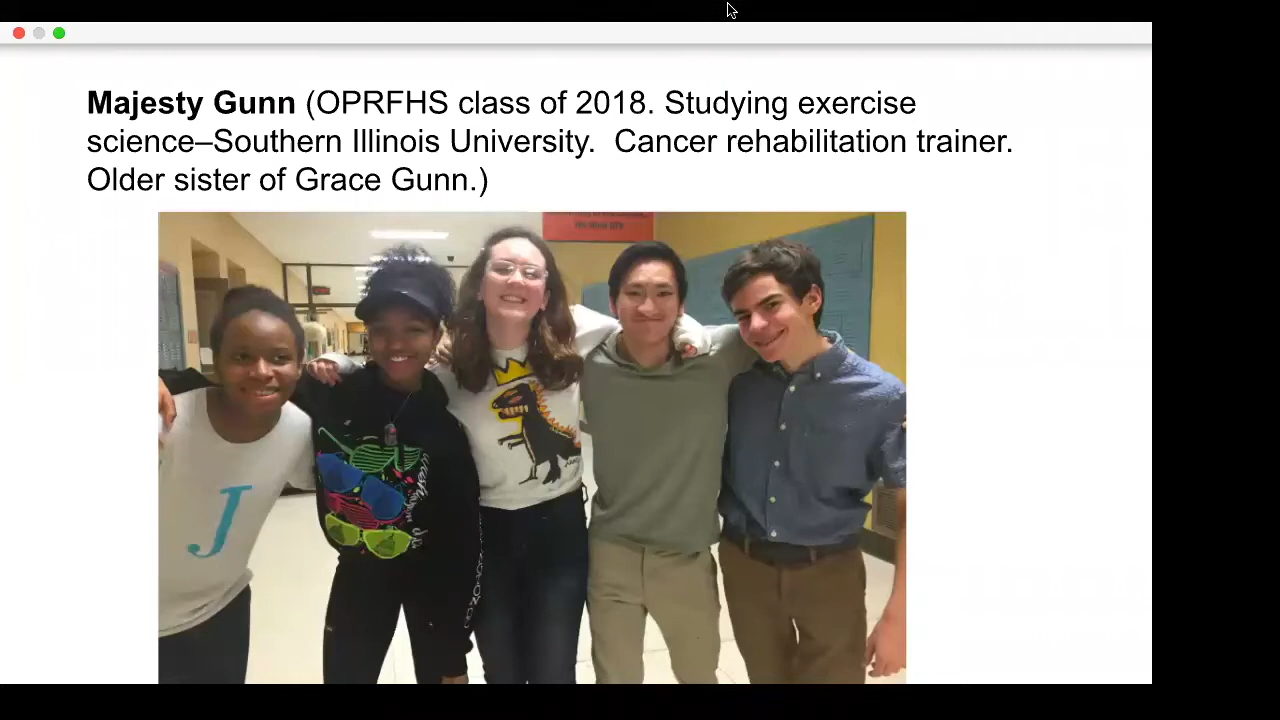 Majesty Gunn (OPRFHS class of 2018. Studying exercise
science–Southern Illinois University.  Cancer rehabilitation trainer.
Older sister of Grace Gunn.)
J